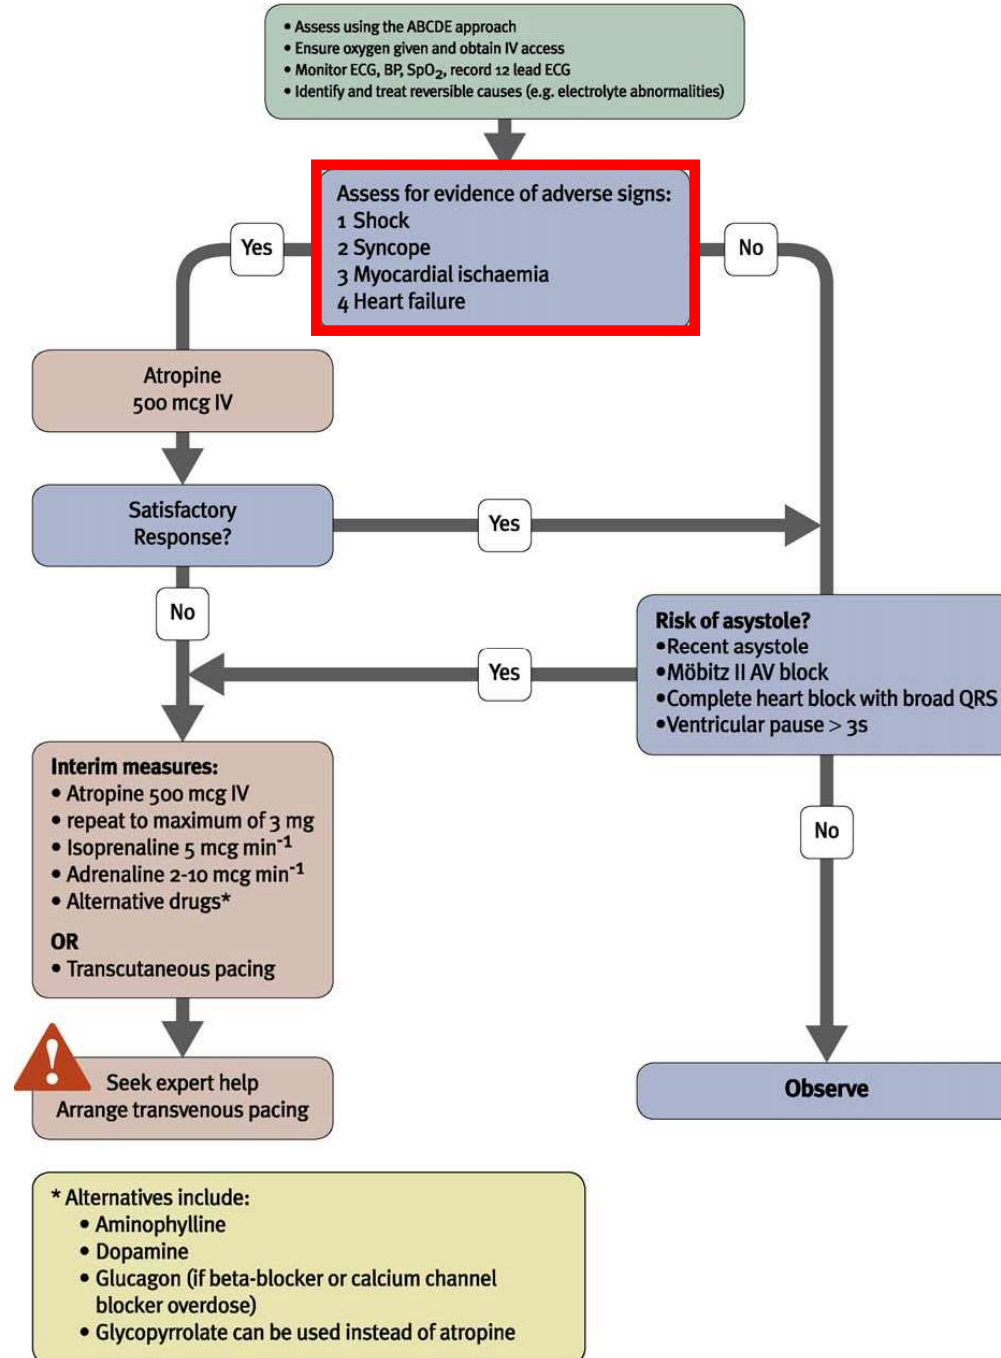 • Assess using the ABCDE approach
• Ensure oxygen given and obtain IV access
• Monitor ECG, BP, SpO₂, record 12 lead ECG
• Identify and treat reversible causes (e.g. electrolyte abnormalities)
Assess for evidence of adverse signs:
1 Shock
2 Syncope
3 Myocardial ischaemia
4 Heart failure
Yes
No
Atropine
500 mcg IV
Satisfactory
Response?
Yes
No
Risk of asystole?
•Recent asystole
•Möbitz II AV block
•Complete heart block with broad QRS
•Ventricular pause > 3s
Yes
Interim measures:
• Atropine 500 mcg IV
• repeat to maximum of 3 mg
• Isoprenaline 5 mcg min⁻¹
• Adrenaline 2-10 mcg min⁻¹
• Alternative drugs*
OR
• Transcutaneous pacing
No
!
Seek expert help
Arrange transvenous pacing
Observe
* Alternatives include:
• Aminophylline
• Dopamine
• Glucagon (if beta-blocker or calcium channel
blocker overdose)
• Glycopyrrolate can be used instead of atropine